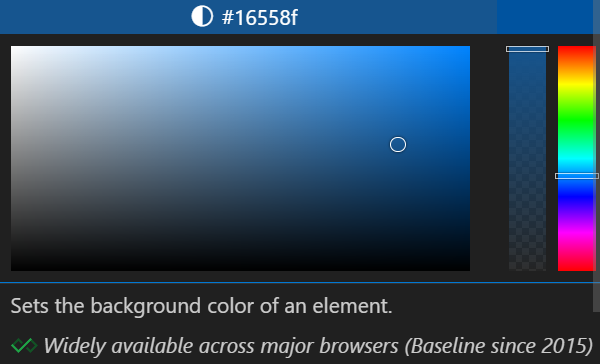 #16558f
Sets the background color of an element.
Widely available across major browsers (Baseline since 2015)